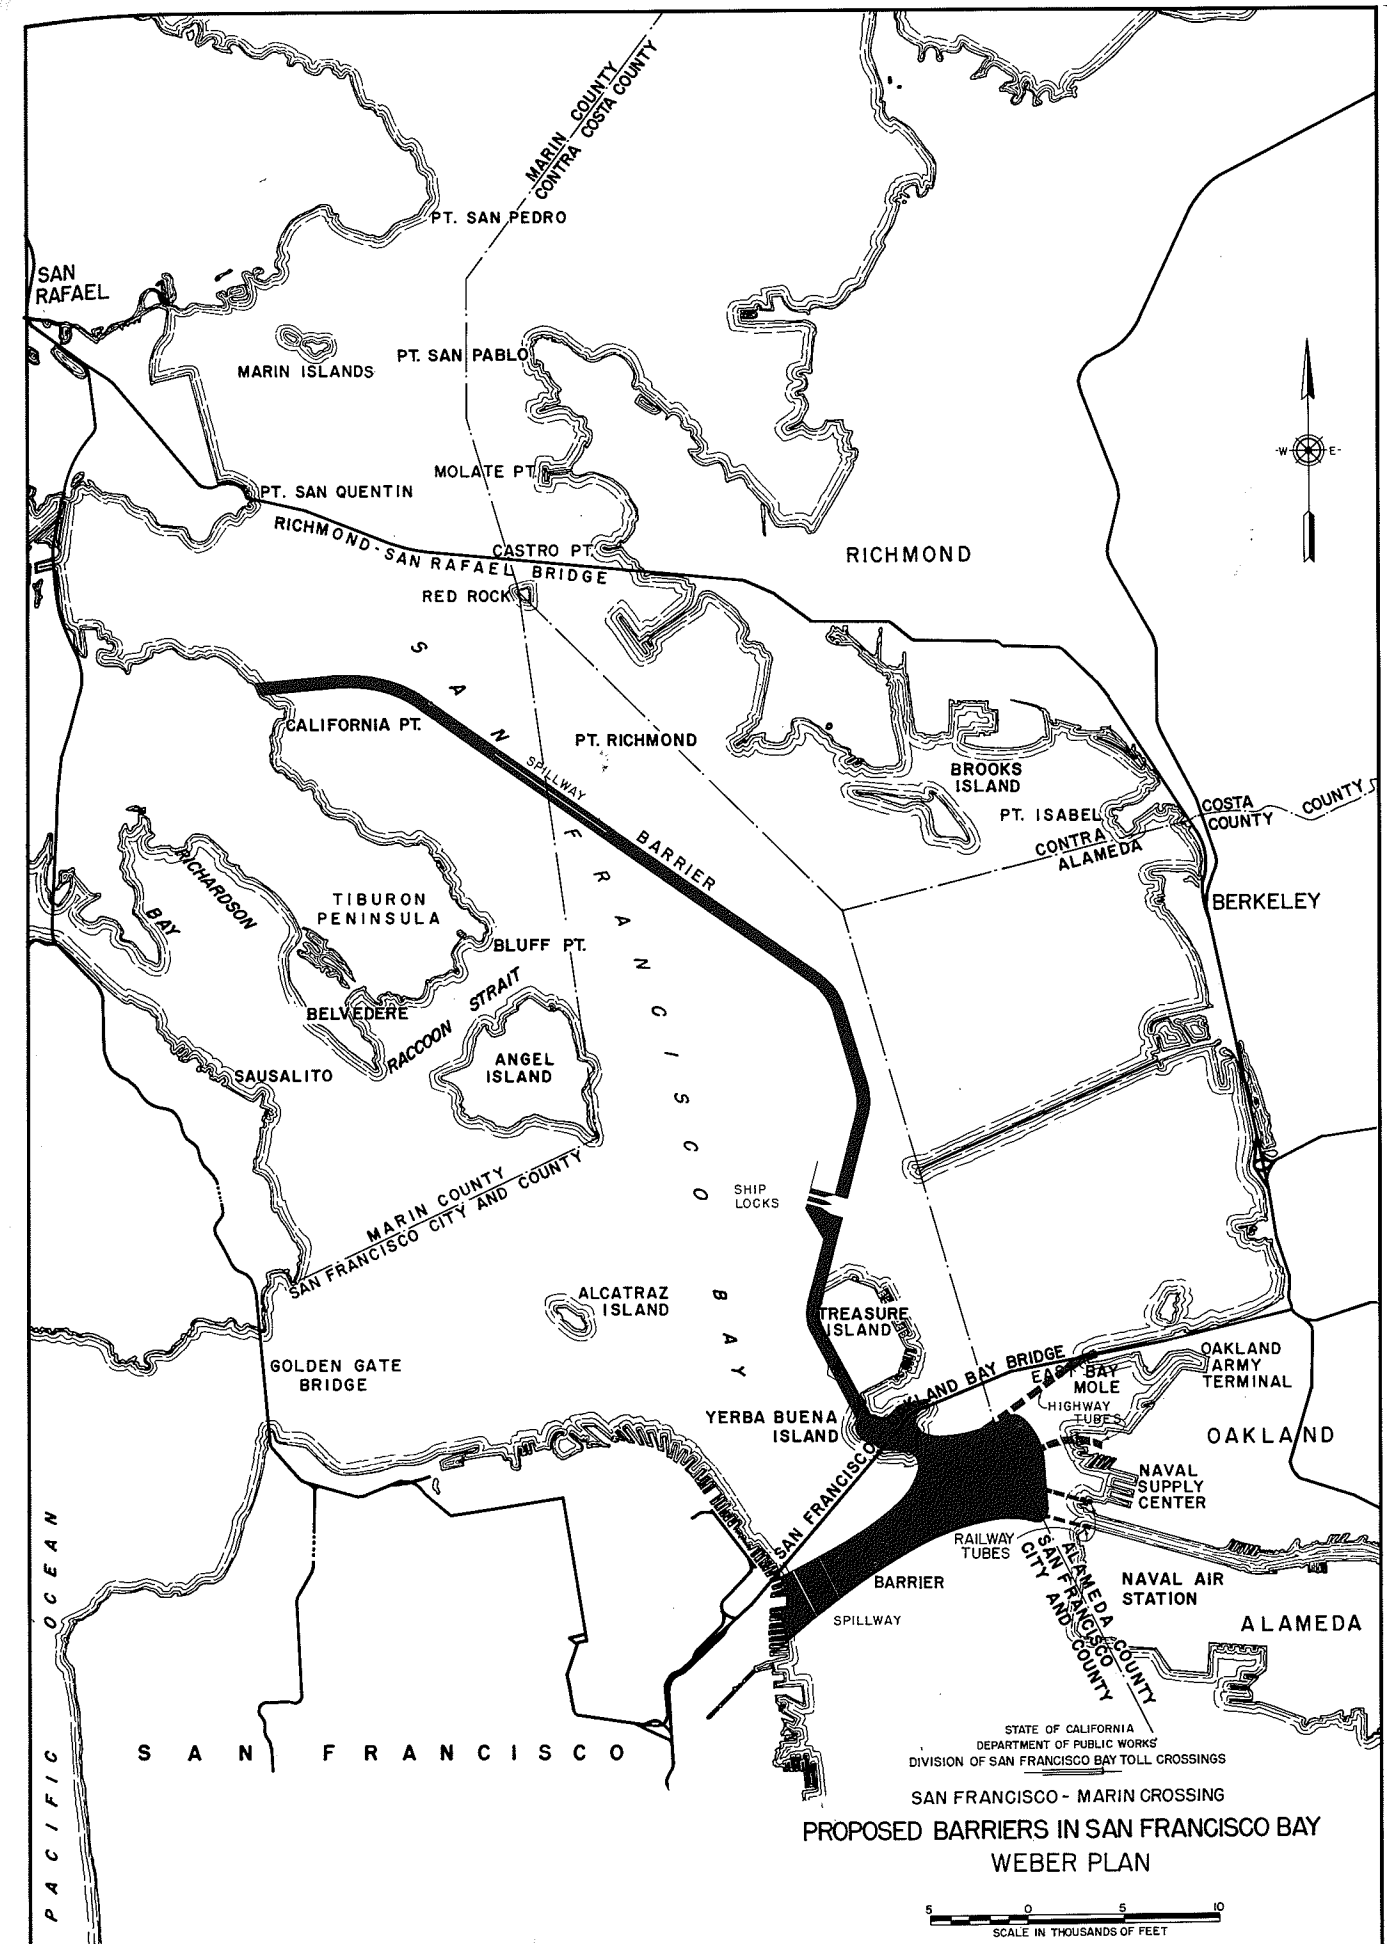 MARIN COUNTY
CONTRA COSTA COUNTY
PT. SAN PEDRO
SAN
RAFAEL
MARIN ISLANDS
PT. SAN PABLO
MOLATE PT.
PT. SAN QUENTIN
RICHMOND-SAN RAFAEL BRIDGE
CASTRO PT.
RED ROCK
RICHMOND
W E
SAN FRANCISCO BAY
CALIFORNIA PT.
SPILLWAY
BARRIER
PT. RICHMOND
BROOKS
ISLAND
PT. ISABEL
CONTRA COSTA COUNTY
ALAMEDA COUNTY
BERKELEY
RICHARDSON
BAY
TIBURON
PENINSULA
BLUFF PT.
BELVEDERE
RACCOON STRAIT
ANGEL
ISLAND
SAUSALITO
MARIN COUNTY
SAN FRANCISCO CITY AND COUNTY
SHIP
LOCKS
ALCATRAZ
ISLAND
TREASURE
ISLAND
GOLDEN GATE
BRIDGE
YERBA BUENA
ISLAND
SAN FRANCISCO
KLAND BAY BRIDGE
EAST BAY
MOLE
HIGHWAY
TUBES
OAKLAND
ARMY
TERMINAL
OAKLAND
NAVAL
SUPPLY
CENTER
RAILWAY
TUBES
BARRIER
SPILLWAY
ALAMEDA COUNTY
SAN FRANCISCO
CITY AND COUNTY
NAVAL AIR
STATION
ALAMEDA
PACIFIC OCEAN
SAN FRANCISCO
STATE OF CALIFORNIA
DEPARTMENT OF PUBLIC WORKS
DIVISION OF SAN FRANCISCO BAY TOLL CROSSINGS
SAN FRANCISCO - MARIN CROSSING
PROPOSED BARRIERS IN SAN FRANCISCO BAY
WEBER PLAN
5 0 5 10
SCALE IN THOUSANDS OF FEET